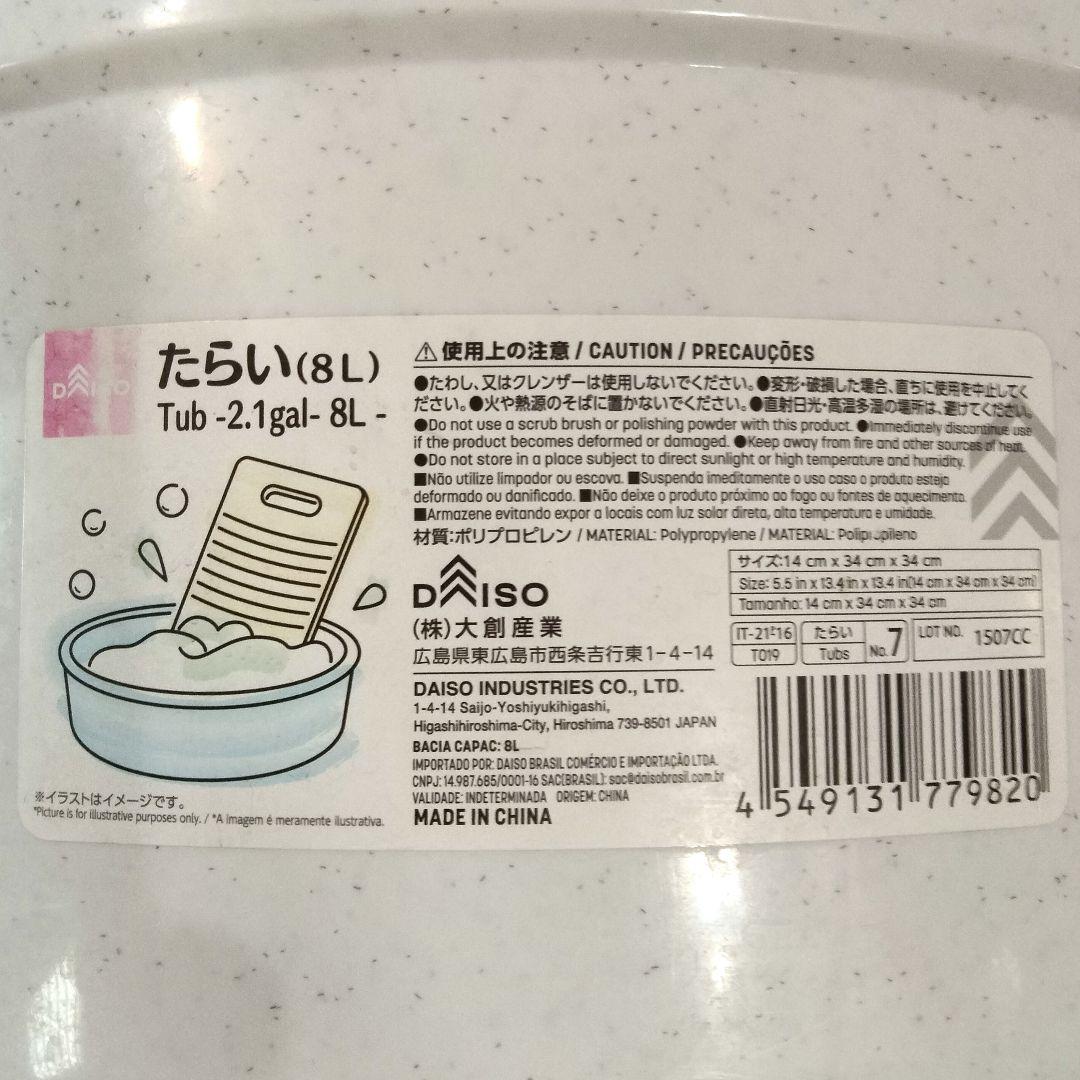 DAISO
たらい(8L)
Tub -2.1gal- 8L -
※イラストはイメージです。
*Picture is for illustrative purposes only. / *A imagem é meramente ilustrativa.
⚠使用上の注意 / CAUTION / PRECAUÇÕES
●たわし、又はクレンザーは使用しないでください。●変形・破損した場合、直ちに使用を中止してく
ださい。●火や熱源のそばに置かないでください。●直射日光・高温多湿の場所は、避けてください。
●Do not use a scrub brush or polishing powder with this product. ●Immediately discontinue use
if the product becomes deformed or damaged. ●Keep away from fire and other sources of heat.
●Do not store in a place subject to direct sunlight or high temperature and humidity.
■Não utilize limpador ou escova. ■Suspenda imeditamente o uso caso o produto esteja
deformado ou danificado. ■Não deixe o produto próximo ao fogo ou fontes de aquecimento.
■Armazene evitando expor a locais com luz solar direta, alta temperatura e umidade.
材質:ポリプロピレン / MATERIAL: Polypropylene / MATERIAL: Polipropileno
DAISO
(株)大創産業
広島県東広島市西条吉行東1-4-14
DAISO INDUSTRIES CO., LTD.
1-4-14 Saijo-Yoshiyukihigashi,
Higashihiroshima-City, Hiroshima 739-8501 JAPAN
BACIA CAPAC: 8L
IMPORTADO POR: DAISO BRASIL COMÉRCIO E IMPORTAÇÃO LTDA.
CNPJ: 14.987.685/0001-16 SAC(BRASIL): sac@daisobrasil.com.br
VALIDADE: INDETERMINADA ORIGEM: CHINA
MADE IN CHINA
サイズ:14 cm x 34 cm x 34 cm
Size: 5.5 in x 13.4 in x 13.4 in(14 cm x 34 cm x 34 cm)
Tamanho: 14 cm x 34 cm x 34 cm
IT-21²16
T019
たらい
Tubs
No.7
LOT NO. 1507CC
4 549131 779820